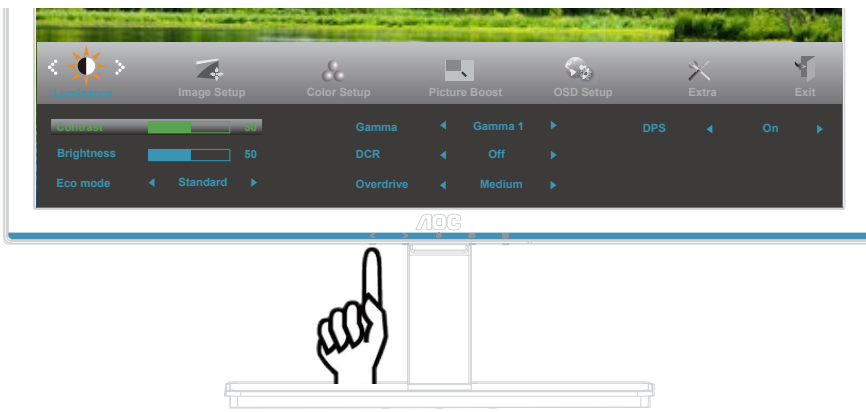 Luminance Image Setup Color Setup Picture Boost OSD Setup Extra Exit
Contrast 50 Gamma Gamma 1 DPS On
Brightness 50 DCR Off
Eco mode Standard Overdrive Medium
AOC